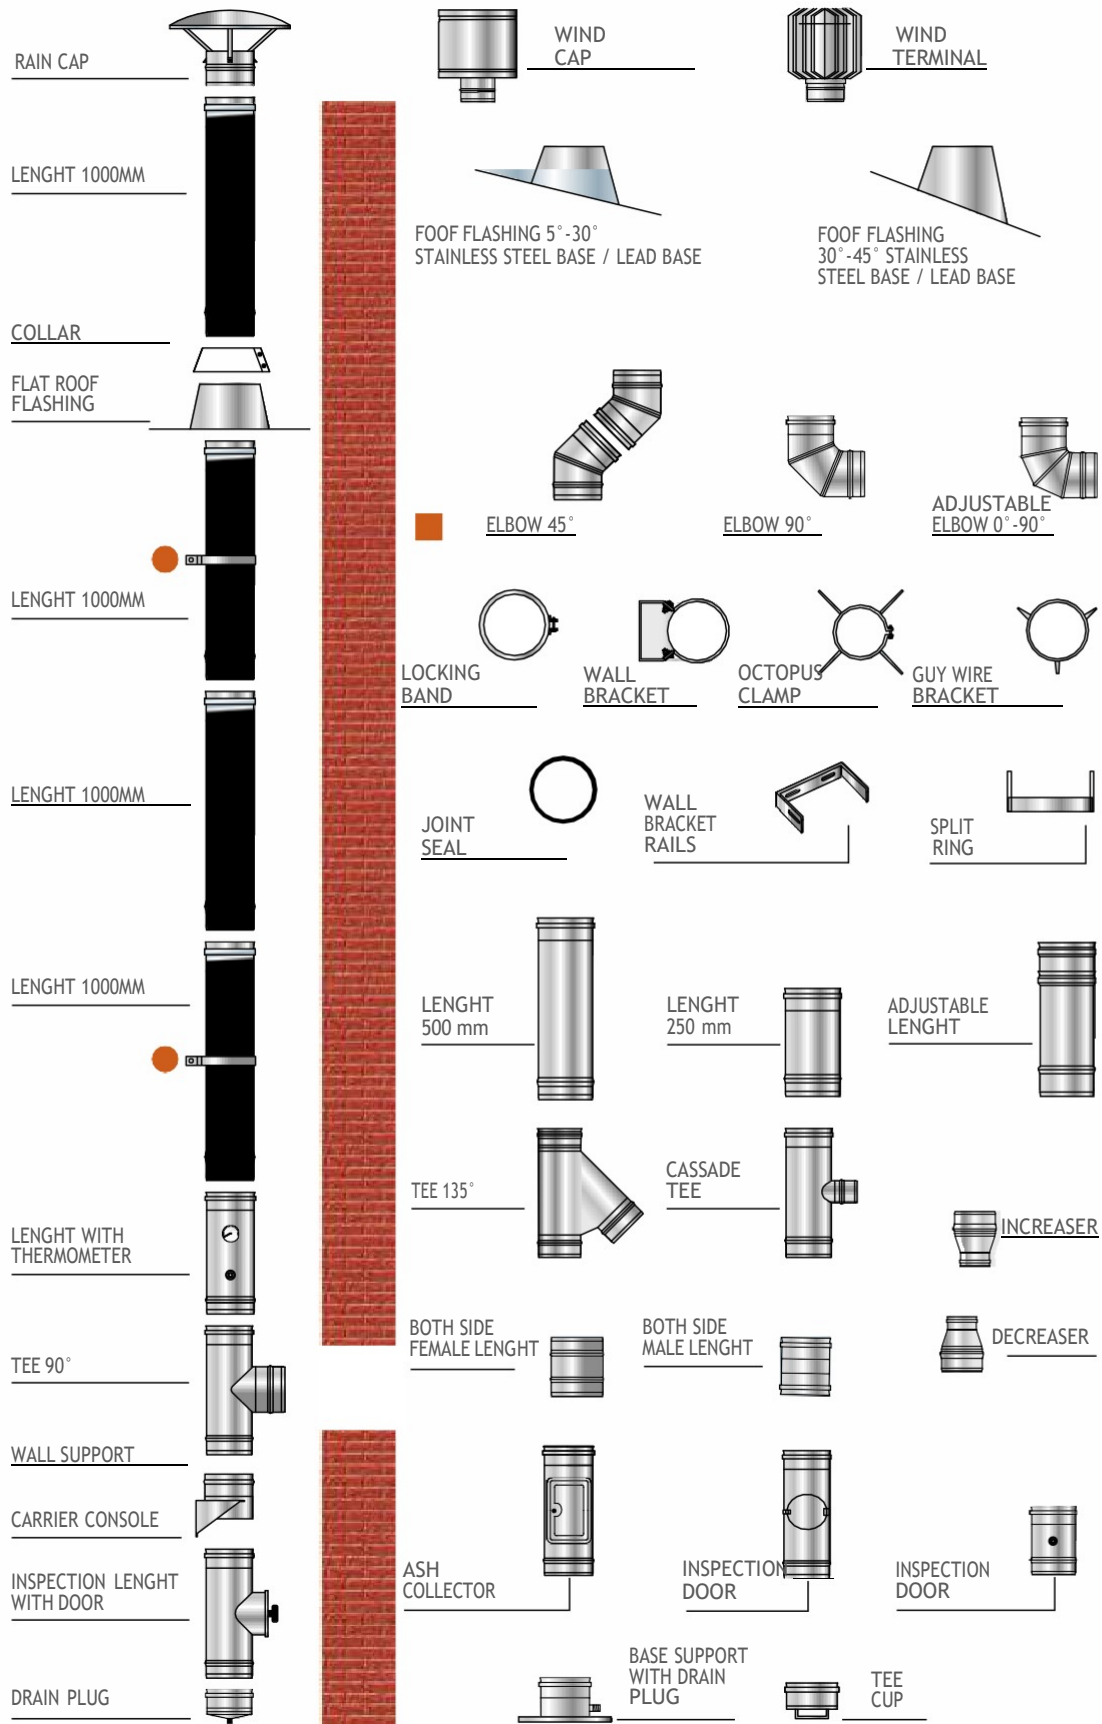 RAIN CAP
LENGHT 1000MM
COLLAR
FLAT ROOF
FLASHING
LENGHT 1000MM
LENGHT 1000MM
LENGHT 1000MM
LENGHT WITH
THERMOMETER
TEE 90°
WALL SUPPORT
CARRIER CONSOLE
INSPECTION LENGHT
WITH DOOR
DRAIN PLUG
WIND
CAP
WIND
TERMINAL
FOOF FLASHING 5°-30°
STAINLESS STEEL BASE / LEAD BASE
FOOF FLASHING
30°-45° STAINLESS
STEEL BASE / LEAD BASE
ELBOW 45°
ELBOW 90°
ADJUSTABLE
ELBOW 0°-90°
LOCKING
BAND
WALL
BRACKET
OCTOPUS
CLAMP
GUY WIRE
BRACKET
JOINT
SEAL
WALL
BRACKET
RAILS
SPLIT
RING
LENGHT
500 mm
LENGHT
250 mm
ADJUSTABLE
LENGHT
TEE 135°
CASSADE
TEE
INCREASER
BOTH SIDE
FEMALE LENGHT
BOTH SIDE
MALE LENGHT
DECREASER
ASH
COLLECTOR
INSPECTION
DOOR
INSPECTION
DOOR
BASE SUPPORT
WITH DRAIN
PLUG
TEE
CUP